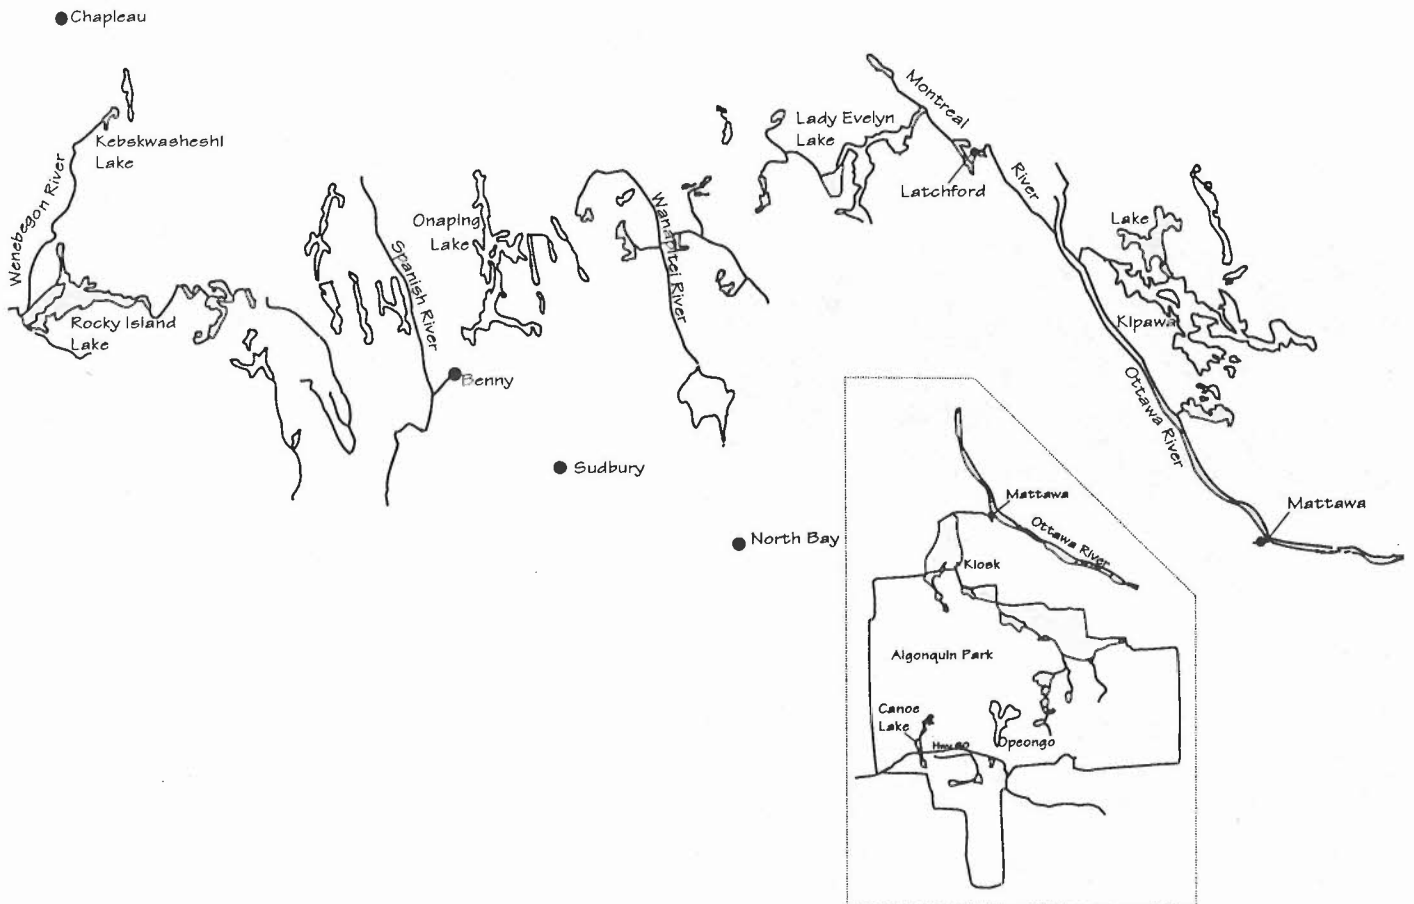 Chapleau
Kebskwasheshi
Lake
Wenebegon River
Rocky Island
Lake
Spanish River
Onaping
Lake
Benny
Sudbury
Wanapitei River
North Bay
Lady Evelyn
Lake
Montreal
River
Latchford
Lake
Kipawa
Ottawa River
Mattawa
Mattawa
Ottawa River
Kiosk
Algonquin Park
Canoe
Lake
Hwy 60
Opeongo